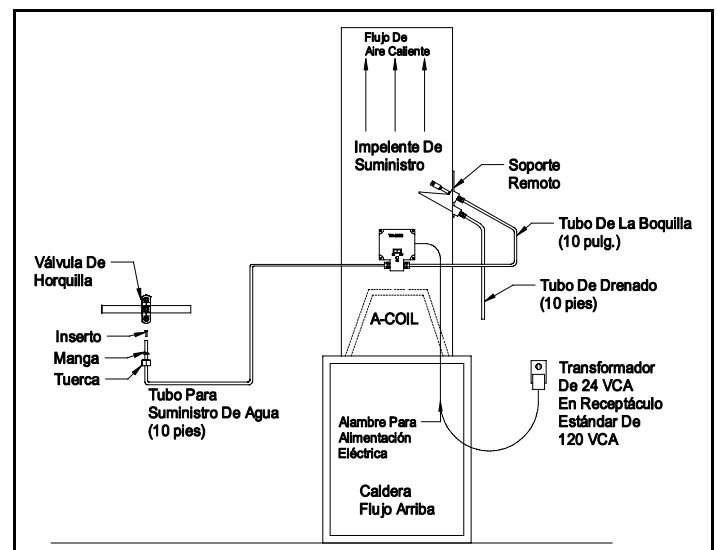 Flujo De
Aire Caliente
Impelente De
Suministro
Soporte
Remoto
Tubo De La Boquilla
(10 pulg.)
Válvula De
Horquilla
Tubo De Drenado
(10 pies)
Inserto
Manga
Tuerca
A-COIL
Tubo Para
Suministro De Agua
(10 pies)
Transformador
De 24 VCA
En Receptáculo
Estándar De
120 VCA
Alambre Para
Alimentación
Eléctrica
Caldera
Flujo Arriba